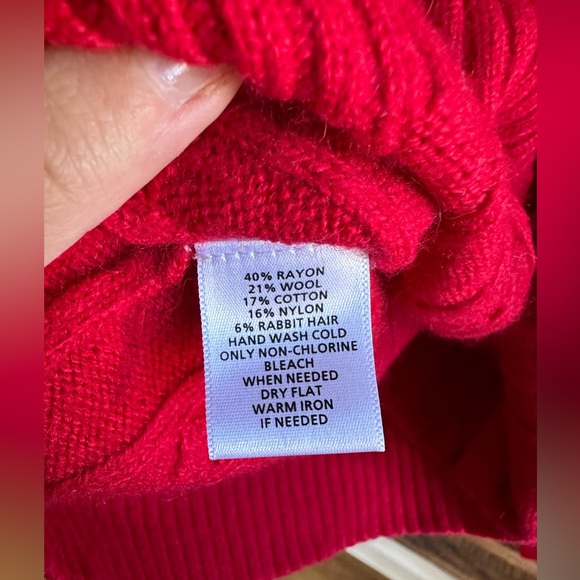 40% RAYON
21% WOOL
17% COTTON
16% NYLON
6% RABBIT HAIR
HAND WASH COLD
ONLY NON-CHLORINE
BLEACH
WHEN NEEDED
DRY FLAT
WARM IRON
IF NEEDED